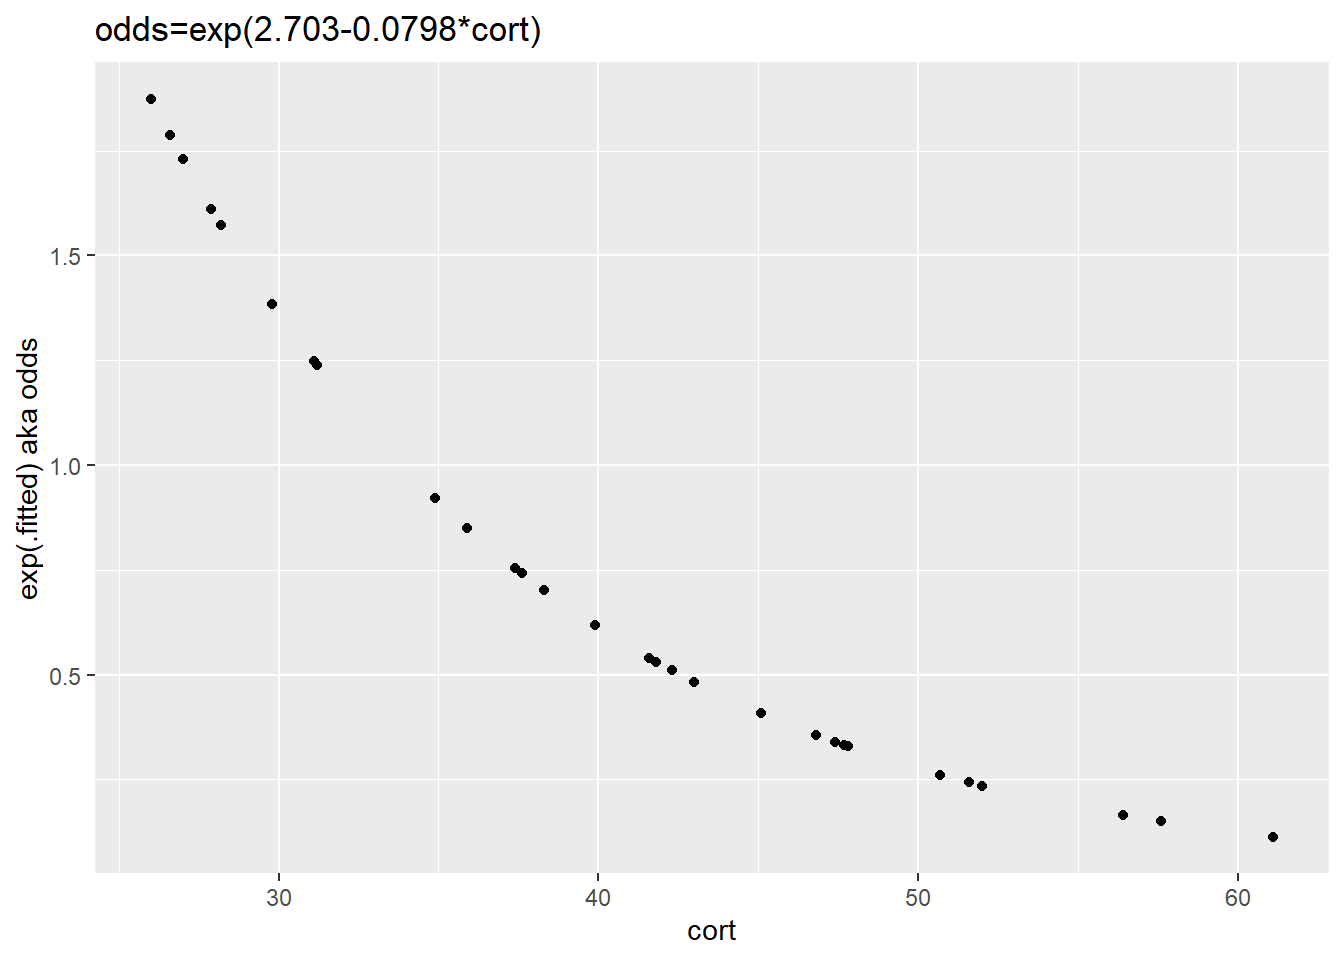 odds=exp(2.703-0.0798*cort)
exp(.fitted) aka odds
1.5
1.0
0.5
30 40 50 60
cort